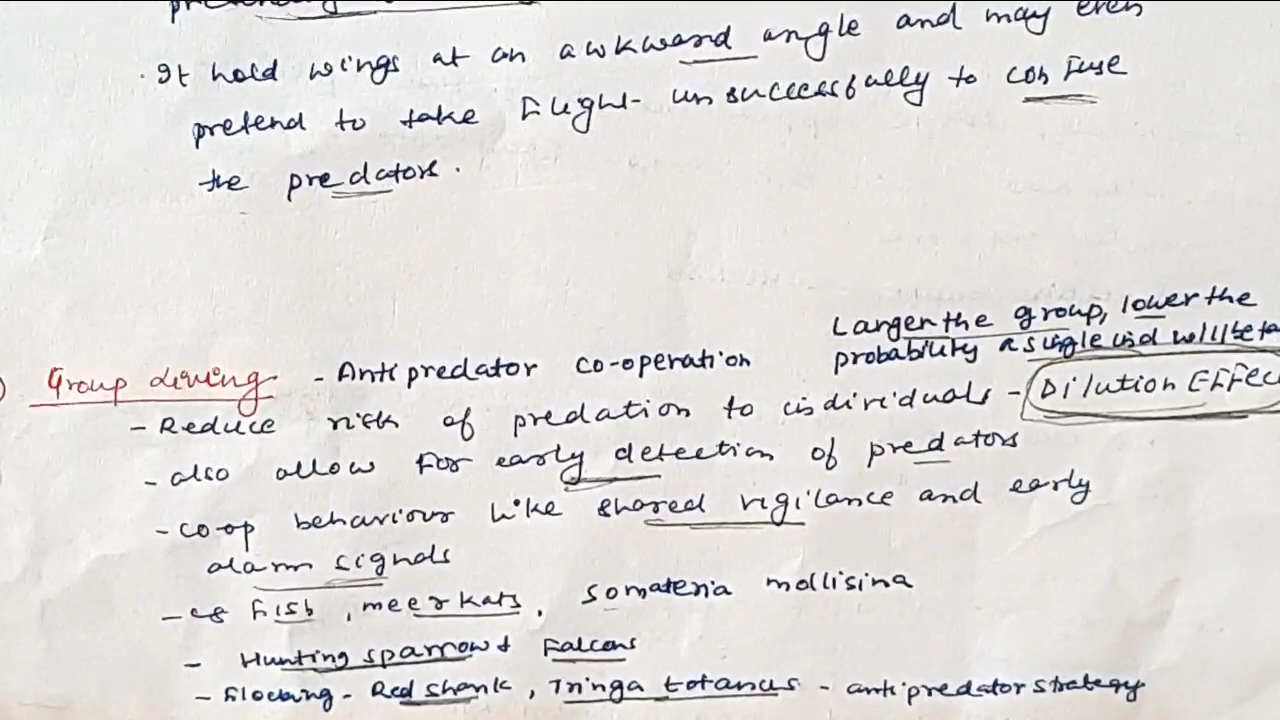 · It hold wings at an awkward angle and may even
pretend to take flight unsuccessfully to confuse
the predators.
Larger the group, lower the
probability a single ind will be ta
Group living - Antipredator co-operation
- Reduce risk of predation to individuals - Dilution Effec
- also allow for early detection of predators
- co-op behaviour like shared vigilance and early
alarm signals
- eg Fish, meerkats, Somateria mollisina
- Hunting sparrow & Falcons
- Flocking - Red shank, Tringa totanus - antipredator strategy